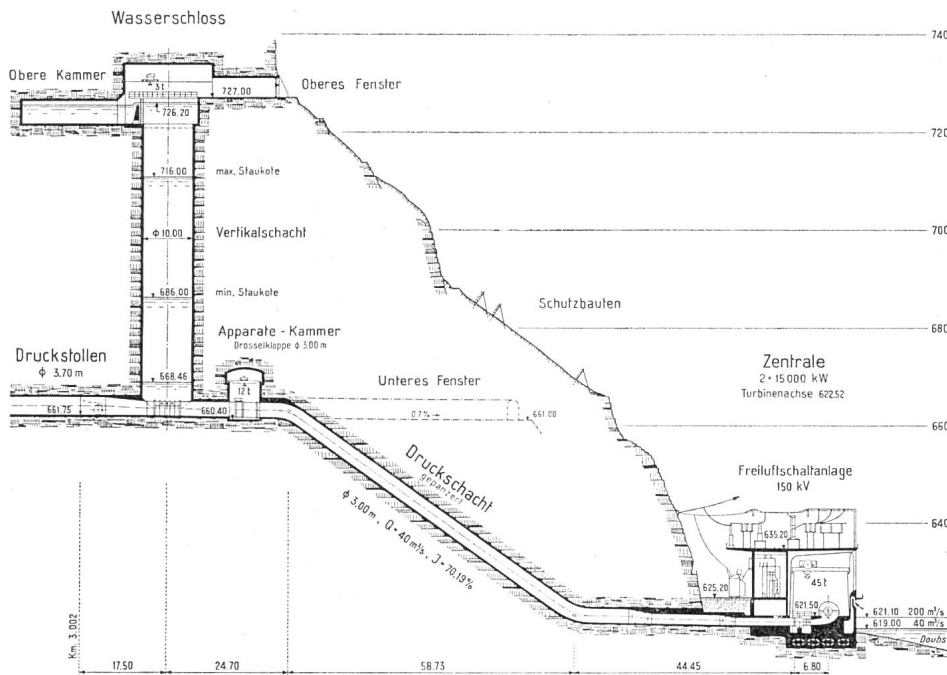 Wasserschloss
740
Obere Kammer
3t
Oberes Fenster
727.00
726.20
720
716.00
max. Staukote
700
ϕ 10.00
Vertikalschacht
686.00
min. Staukote
Schutzbauten
680
Apparate - Kammer
Drosselklappe ϕ 3,00 m
Druckstollen
ϕ 3.70 m
668.46
12 t
Unteres Fenster
Zentrale
2 × 15 000 kW
Turbinenachse 622.52
661.75
660.40
0.7%
661.00
660
Druckschacht
gepanzert
ϕ 3,00 m , Q = 40 m³/s , J = 70.19%
Freiluftschaltanlage
150 kV
640
635.20
45 t
625.20
621.50
621.10 200 m³/s
619.00 40 m³/s
Doubs
Km 3.002
17.50
24.70
58.73
44.45
6.80